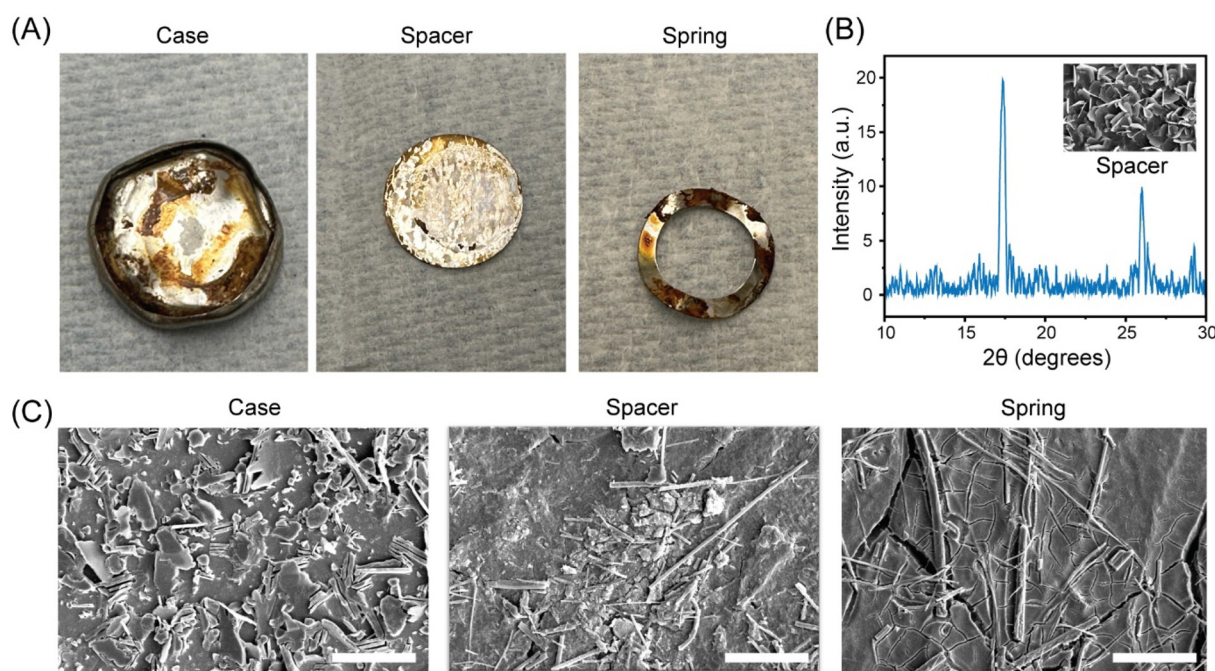 (A)
Case
Spacer
Spring
(B)
20
15
10
5
0
Intensity (a.u.)
Spacer
10
15
20
25
30
2θ (degrees)
(C)
Case
Spacer
Spring